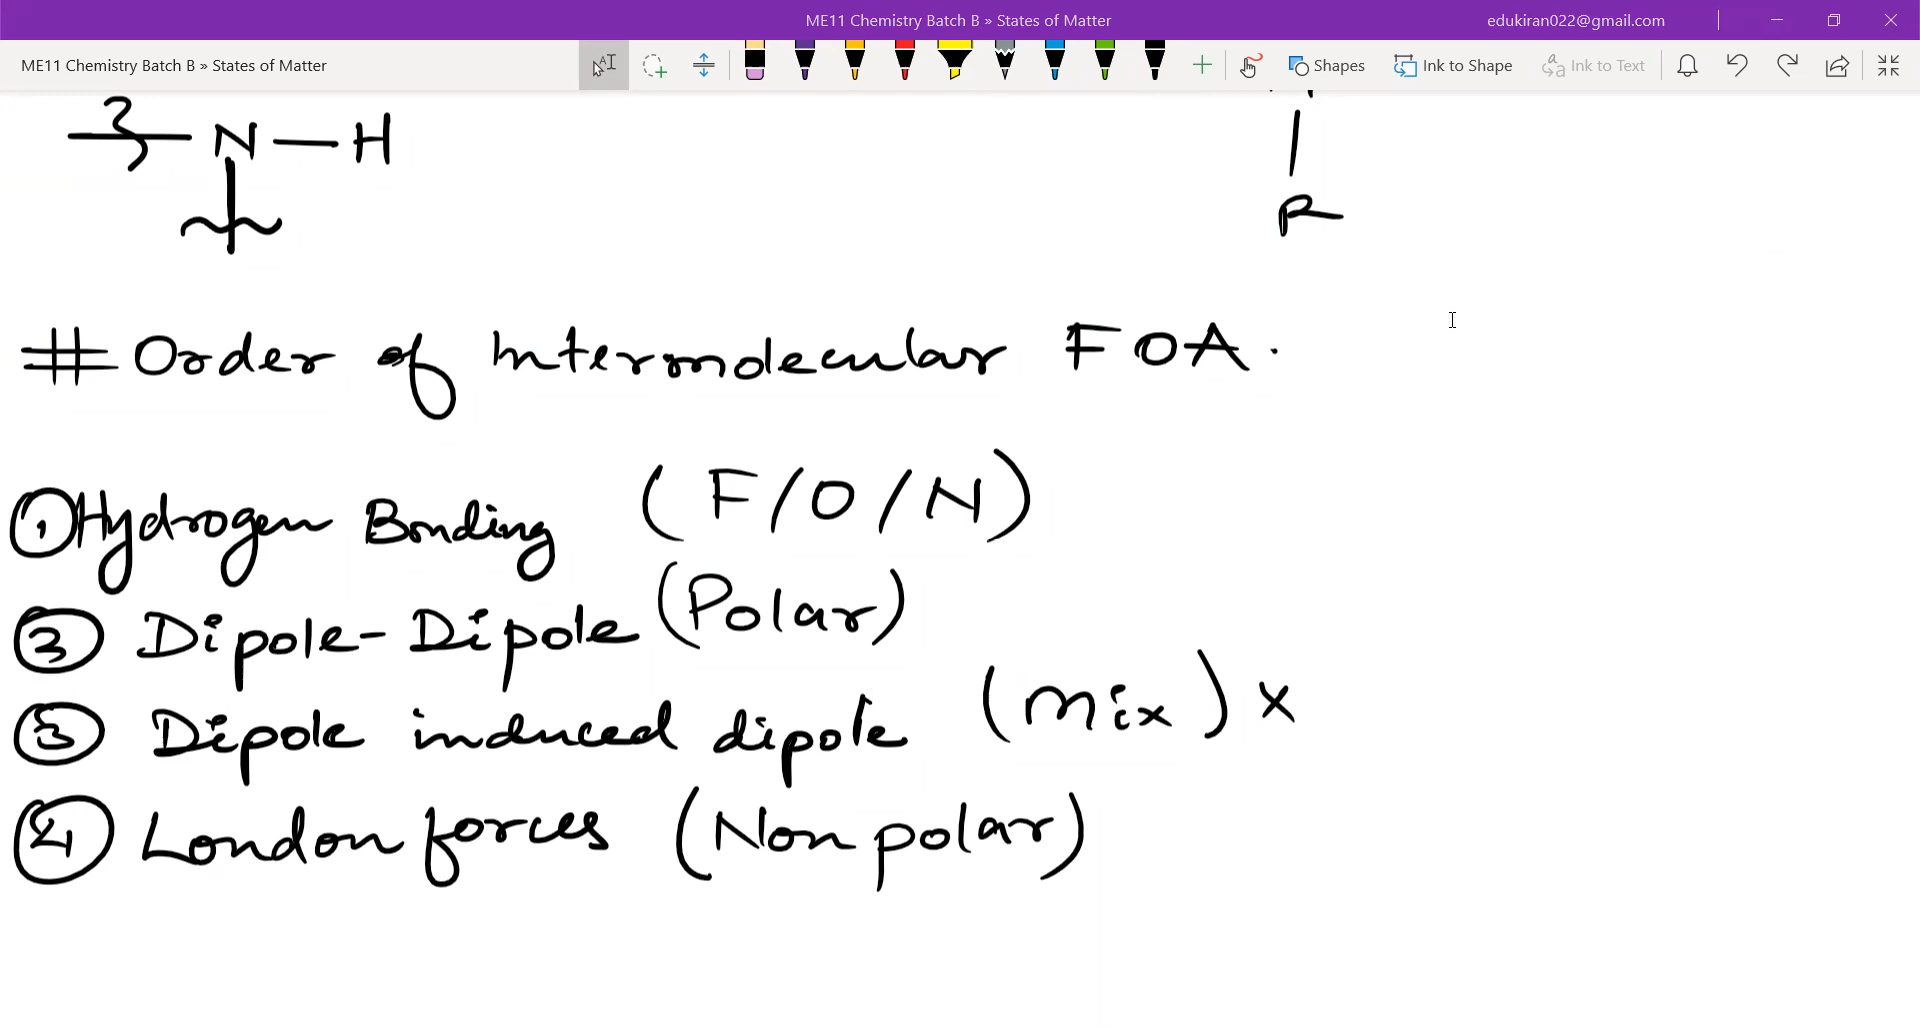 ME11 Chemistry Batch B » States of Matter
edukiran022@gmail.com
ME11 Chemistry Batch B » States of Matter
Shapes
Ink to Shape
Ink to Text
N — H
R
# Order of Intermolecular FOA.
① Hydrogen Bonding (F/O/N)
② Dipole-Dipole (Polar)
③ Dipole induced dipole (mix) x
④ London forces (Non polar)